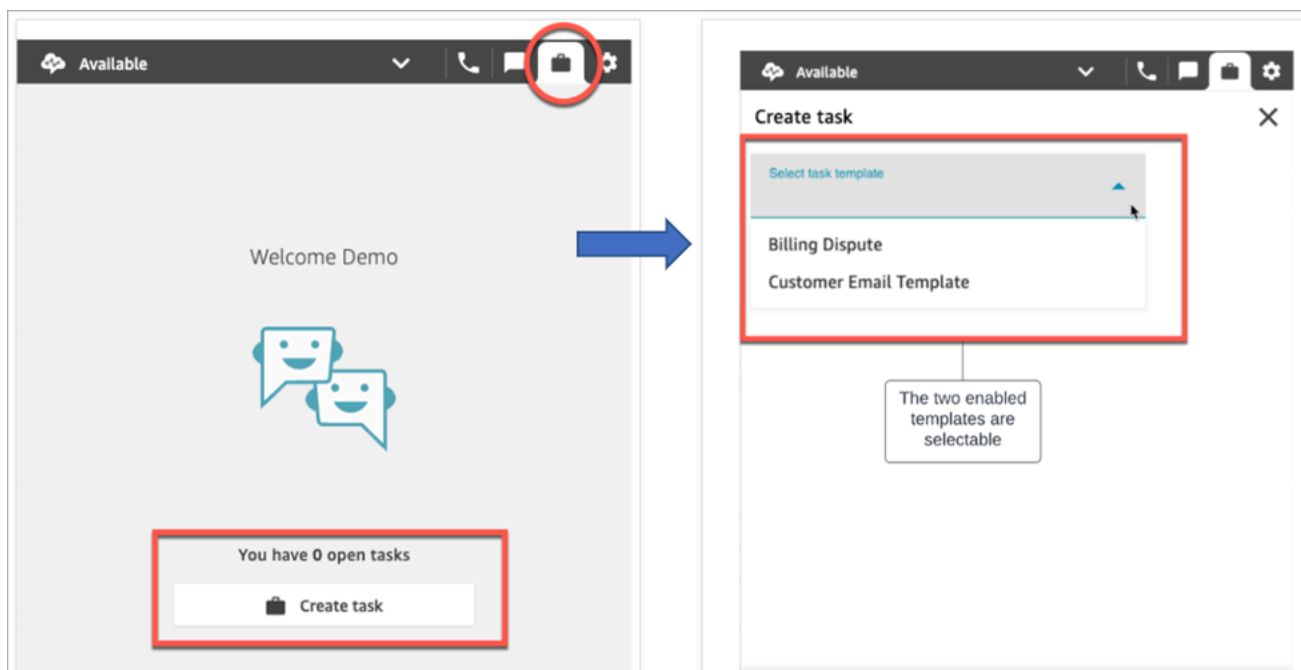 Available
Welcome Demo
You have 0 open tasks
Create task
Available
Create task
Select task template
Billing Dispute
Customer Email Template
The two enabled
templates are
selectable